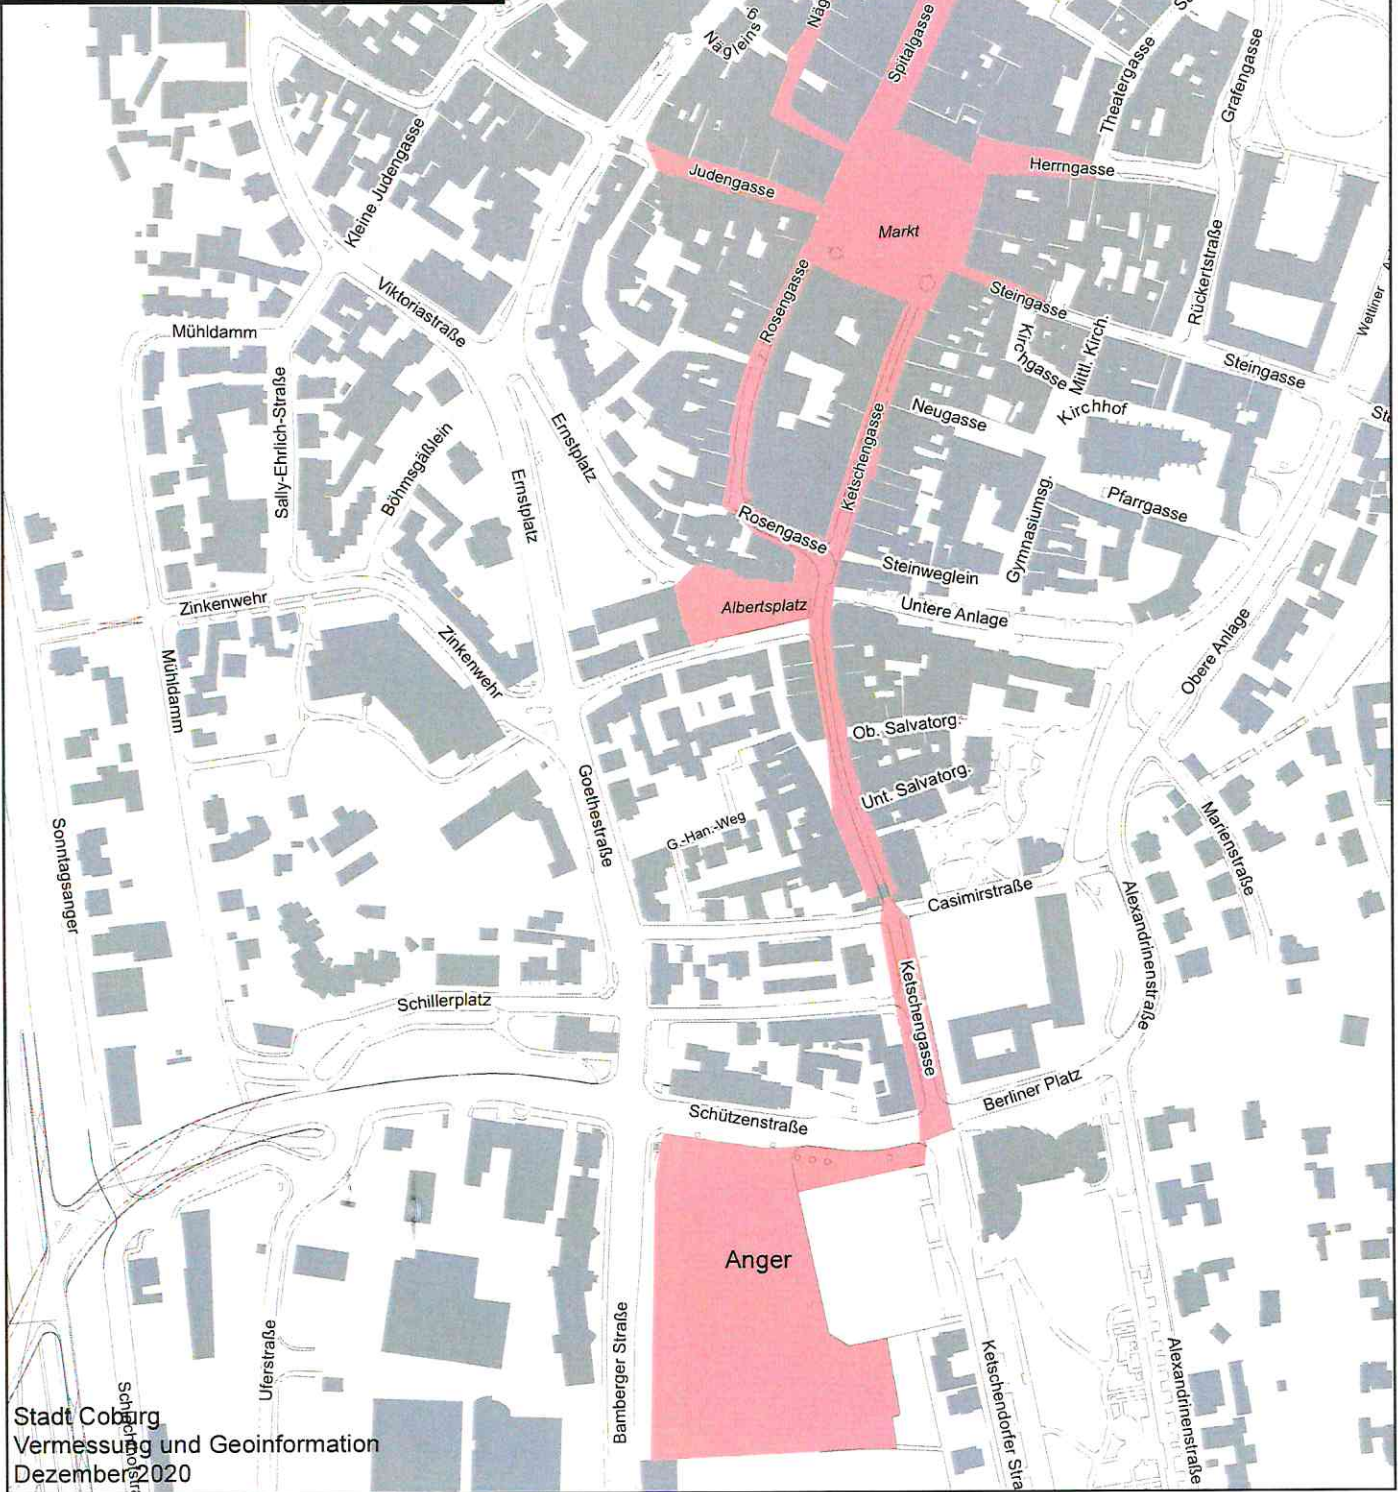 Spitalgasse
Theatergasse
Grafengasse
Kleine Judengasse
Judengasse
Herrngasse
Markt
Rosengasse
Viktoriastraße
Mühldamm
Steingasse
Kirchgasse
Mittl. Kirch.
Rückertstraße
Wettiner
Steingasse
Sally-Ehrlich-Straße
Böhmsgäßlein
Ernstplatz
Ernstplatz
Ketschengasse
Neugasse
Kirchhof
Rosengasse
Gymnasiumsg.
Pfarrgasse
Steinweglein
Zinkenwehr
Albertsplatz
Untere Anlage
Zinkenwehr
Mühldamm
Obere Anlage
Ob. Salvatorg.
Unt. Salvatorg.
Goethestraße
G.-Han.-Weg
Marienstraße
Sonntagsanger
Casimirstraße
Alexandrinenstraße
Schillerplatz
Ketschengasse
Berliner Platz
Schützenstraße
Anger
Uferstraße
Bamberger Straße
Ketschendorfer Stra
Alexandrinenstraße
Stadt Coburg
Vermessung und Geoinformation
Dezember 2020